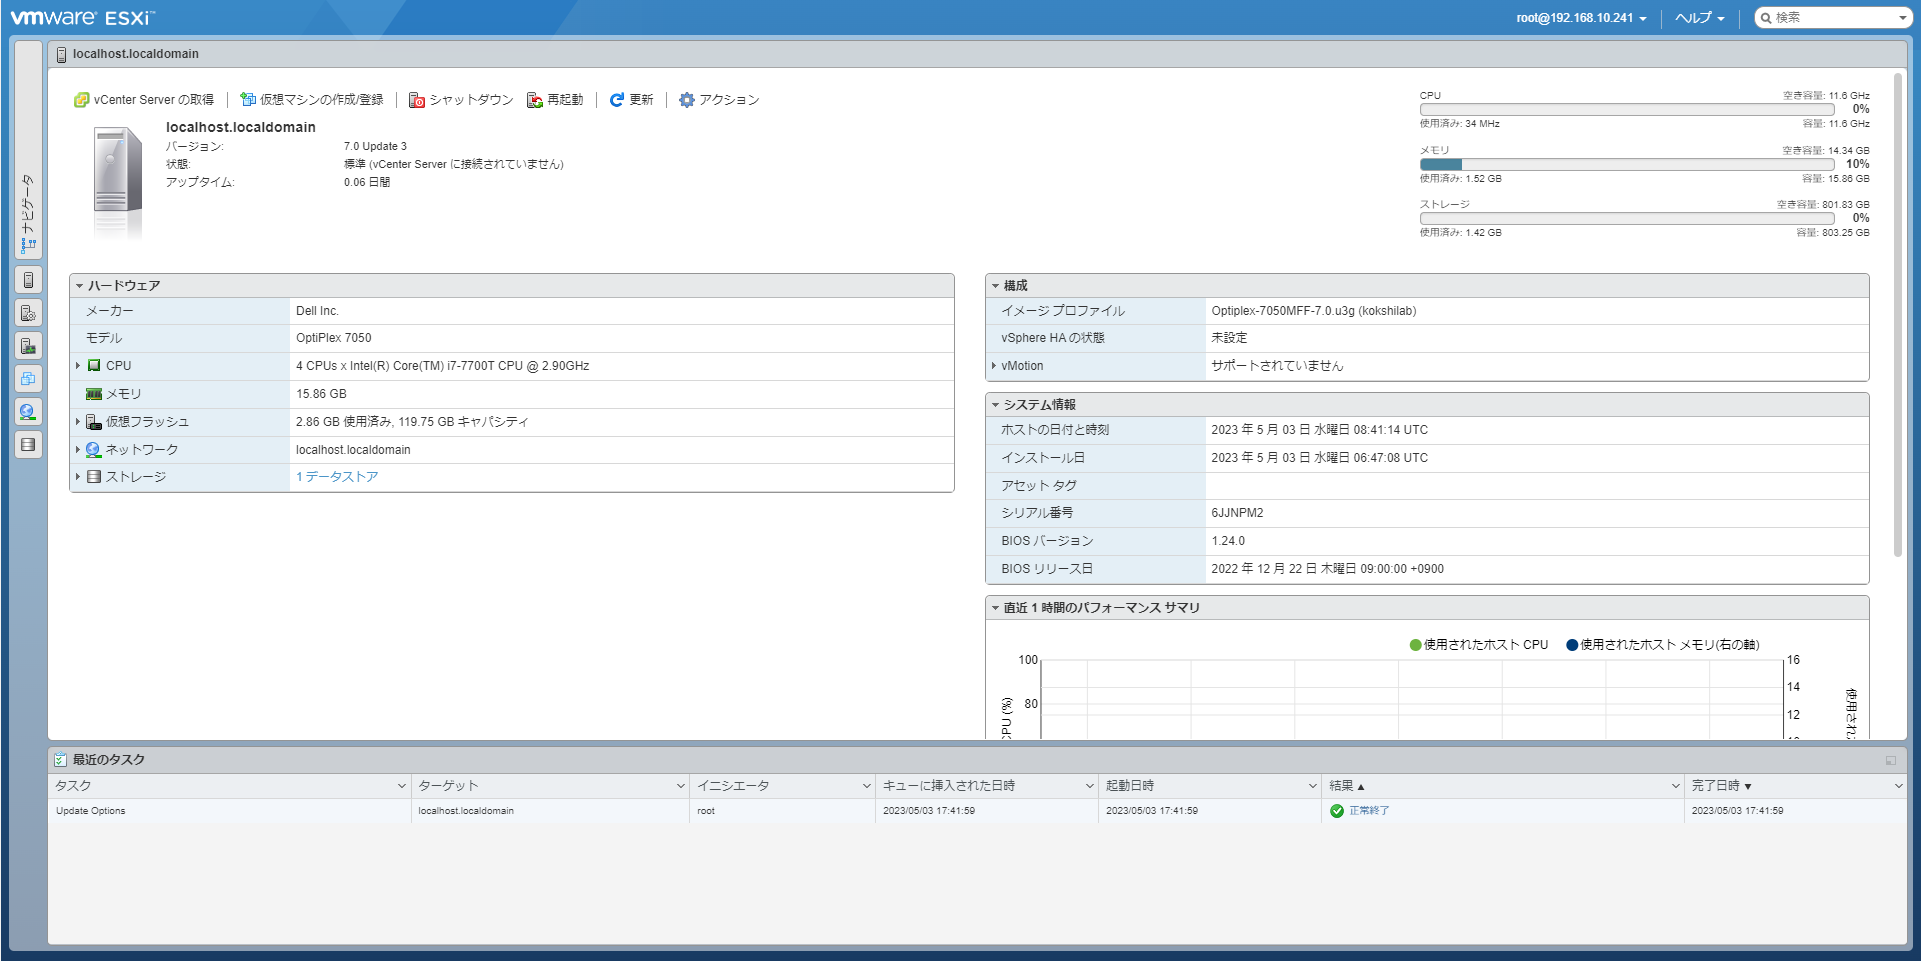 vmware ESXi™
root@192.168.10.241
ヘルプ
検索
localhost.localdomain
ナビゲータ
vCenter Server の取得
仮想マシンの作成/登録
シャットダウン
再起動
更新
アクション
localhost.localdomain
バージョン: 7.0 Update 3
状態: 標準 (vCenter Server に接続されていません)
アップタイム: 0.06 日間
CPU 空き容量: 11.6 GHz
0%
使用済み: 34 MHz 容量: 11.6 GHz
メモリ 空き容量: 14.34 GB
10%
使用済み: 1.52 GB 容量: 15.86 GB
ストレージ 空き容量: 801.83 GB
0%
使用済み: 1.42 GB 容量: 803.25 GB
ハードウェア
メーカー Dell Inc.
モデル OptiPlex 7050
CPU 4 CPUs x Intel(R) Core(TM) i7-7700T CPU @ 2.90GHz
メモリ 15.86 GB
仮想フラッシュ 2.86 GB 使用済み, 119.75 GB キャパシティ
ネットワーク localhost.localdomain
ストレージ 1 データストア
構成
イメージ プロファイル Optiplex-7050MFF-7.0.u3g (kokshilab)
vSphere HA の状態 未設定
vMotion サポートされていません
システム情報
ホストの日付と時刻 2023 年 5 月 03 日 水曜日 08:41:14 UTC
インストール日 2023 年 5 月 03 日 水曜日 06:47:08 UTC
アセット タグ
シリアル番号 6JJNPM2
BIOS バージョン 1.24.0
BIOS リリース日 2022 年 12 月 22 日 木曜日 09:00:00 +0900
直近 1 時間のパフォーマンス サマリ
使用されたホスト CPU 使用されたホスト メモリ(右の軸)
100 16
14
80
12
CPU (%)
使用され
最近のタスク
タスク ターゲット イニシエータ キューに挿入された日時 起動日時 結果▲ 完了日時▼
Update Options localhost.localdomain root 2023/05/03 17:41:59 2023/05/03 17:41:59 正常終了 2023/05/03 17:41:59